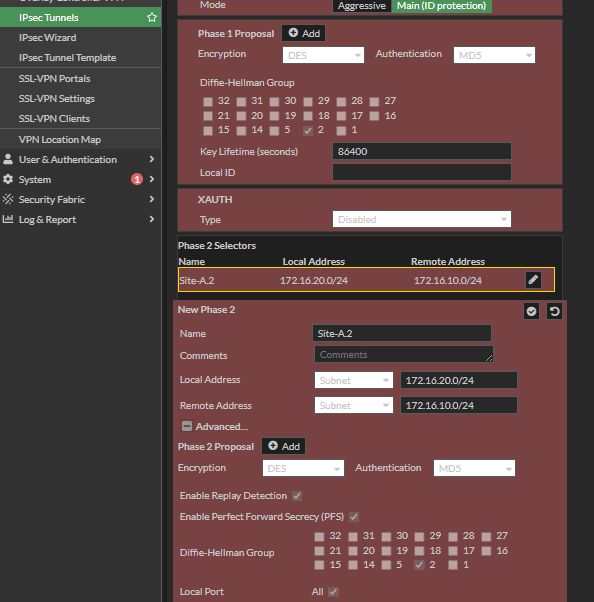 Mode Aggressive Main (ID protection)
IPsec Tunnels
IPsec Wizard
IPsec Tunnel Template
SSL-VPN Portals
SSL-VPN Settings
SSL-VPN Clients
VPN Location Map
User & Authentication
System 1
Security Fabric
Log & Report
Phase 1 Proposal Add
Encryption DES Authentication MD5
Diffie-Hellman Group
32 31 30 29 28 27
21 20 19 18 17 16
15 14 5 2 1
Key Lifetime (seconds) 86400
Local ID
XAUTH
Type Disabled
Phase 2 Selectors
Name Local Address Remote Address
Site-A.2 172.16.20.0/24 172.16.10.0/24
New Phase 2
Name Site-A.2
Comments Comments
Local Address Subnet 172.16.20.0/24
Remote Address Subnet 172.16.10.0/24
Advanced...
Phase 2 Proposal Add
Encryption DES Authentication MD5
Enable Replay Detection
Enable Perfect Forward Secrecy (PFS)
Diffie-Hellman Group
32 31 30 29 28 27
21 20 19 18 17 16
15 14 5 2 1
Local Port All